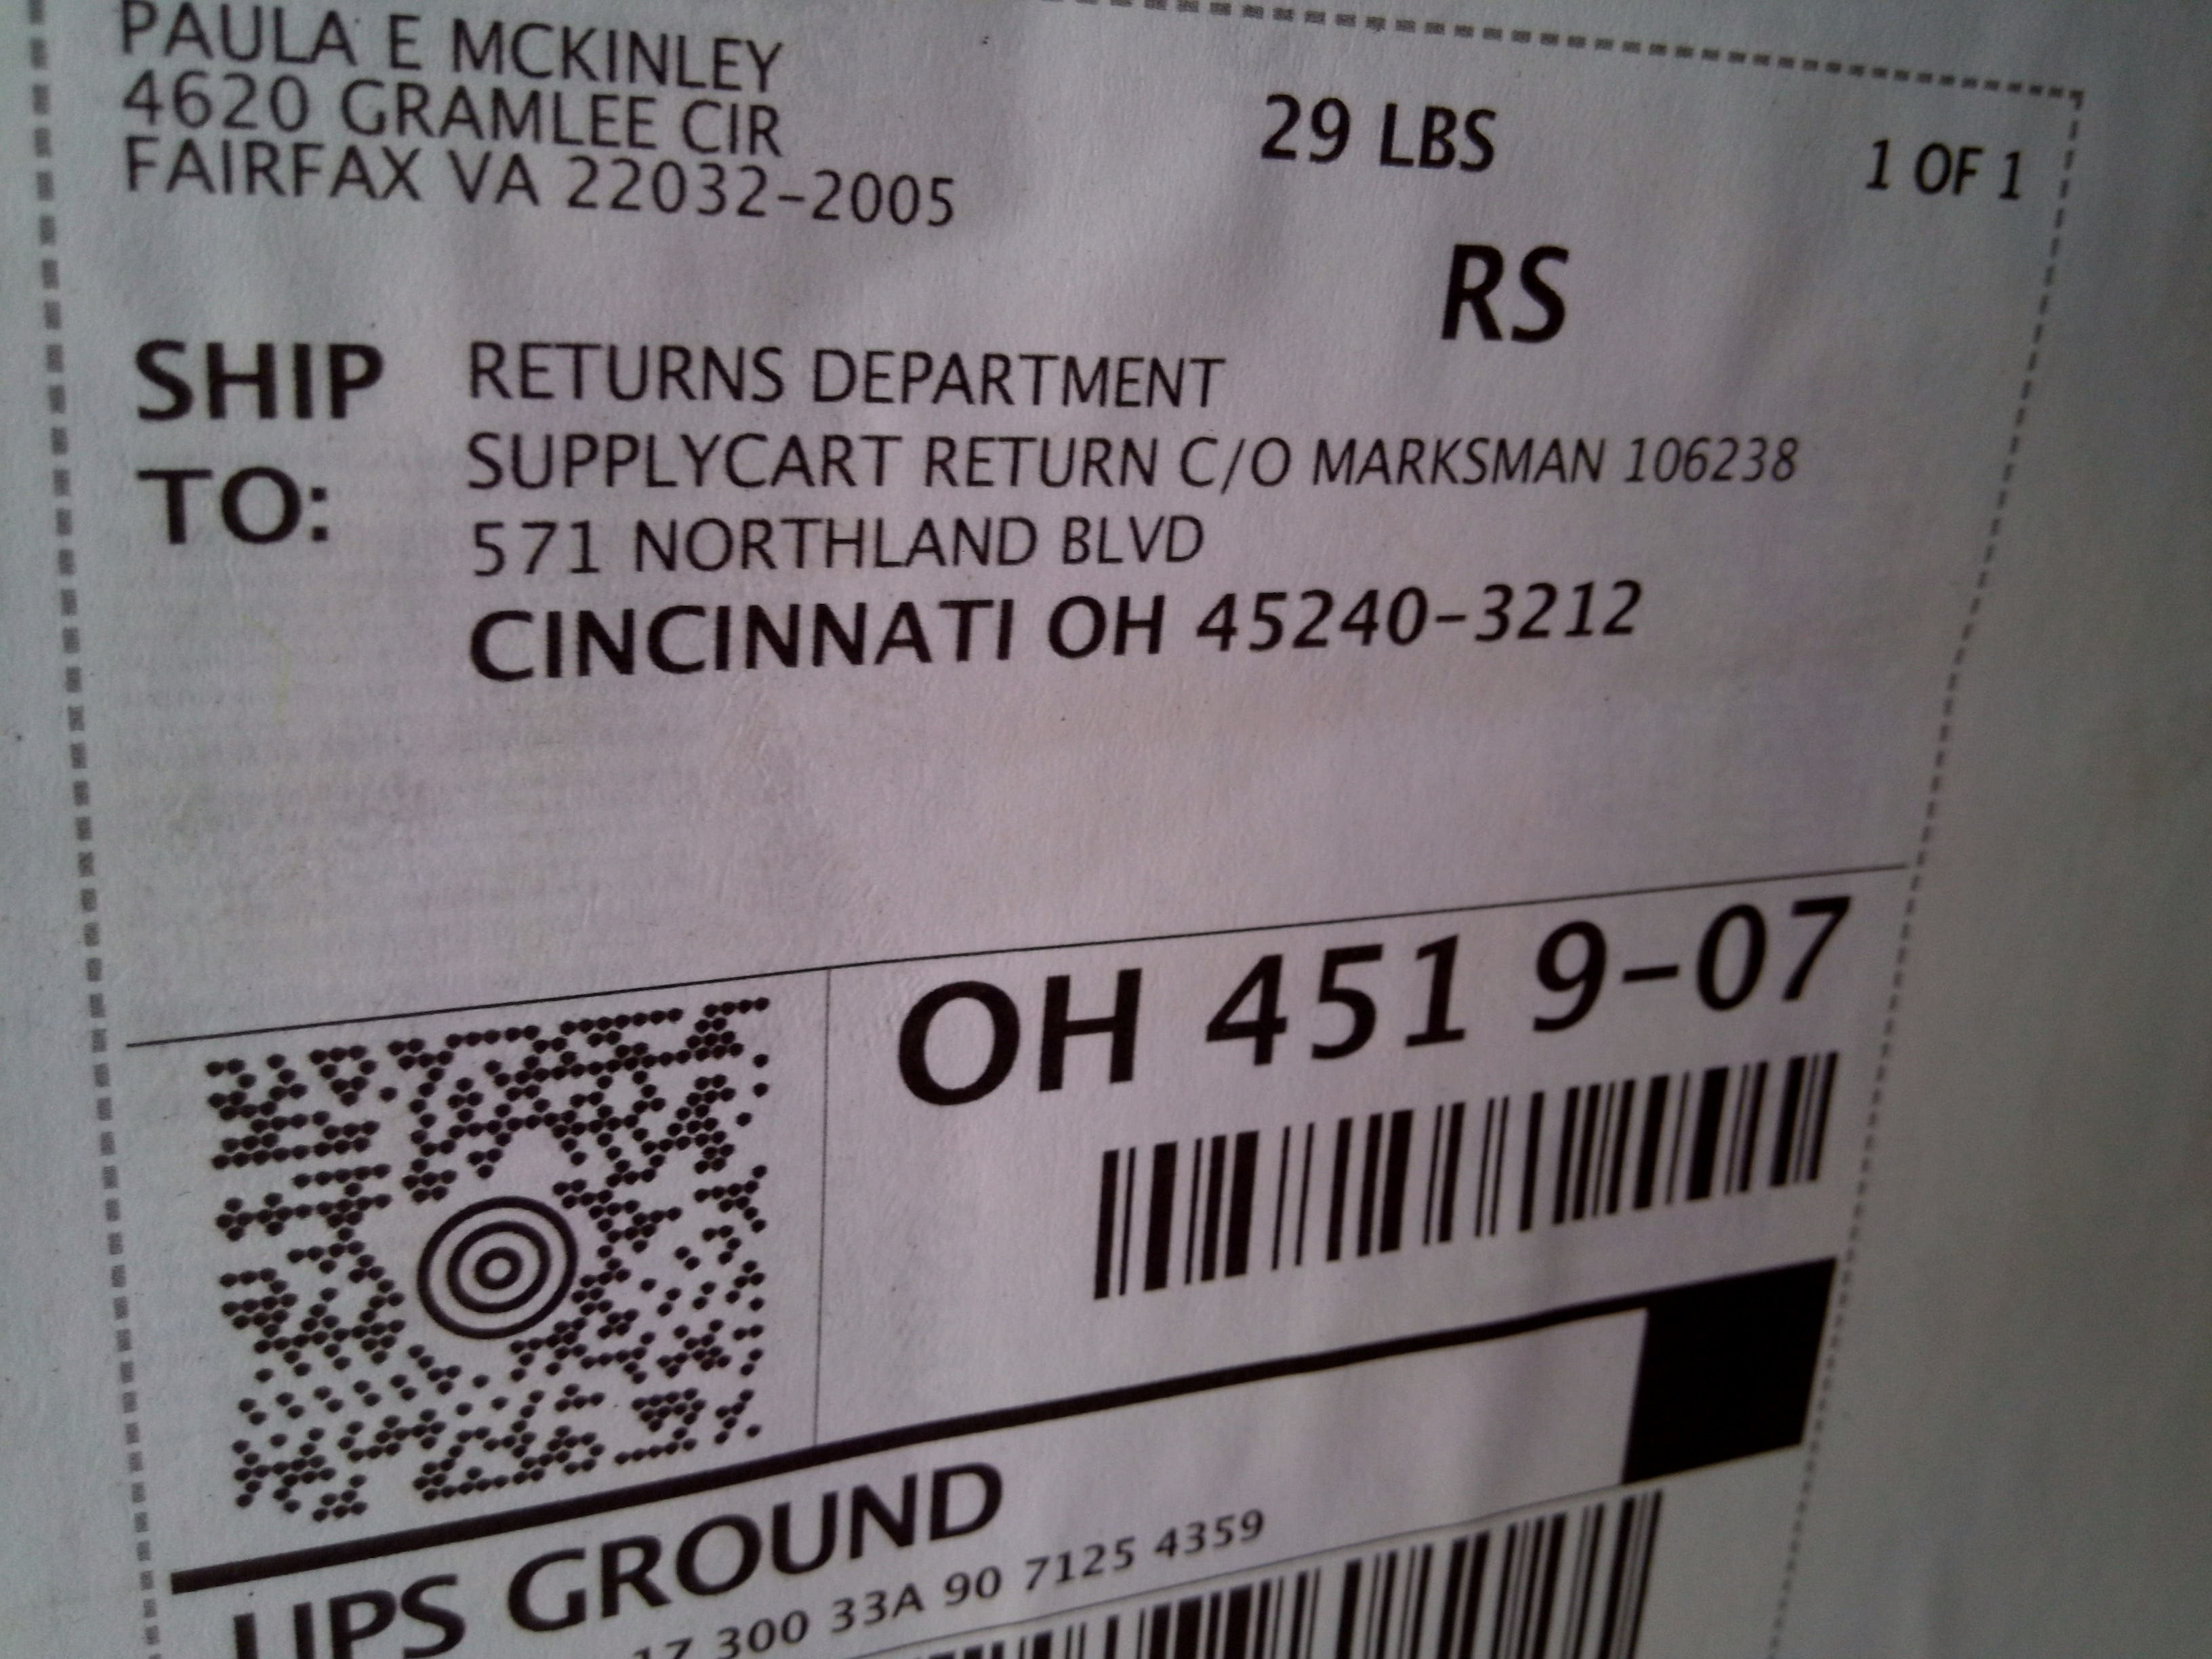 PAULA E MCKINLEY
4620 GRAMLEE CIR
FAIRFAX VA 22032-2005
29 LBS
1 OF 1
RS
SHIP TO:
RETURNS DEPARTMENT
SUPPLYCART RETURN C/O MARKSMAN 106238
571 NORTHLAND BLVD
CINCINNATI OH 45240-3212
OH 451 9-07
UPS GROUND
1Z 300 33A 90 7125 4359